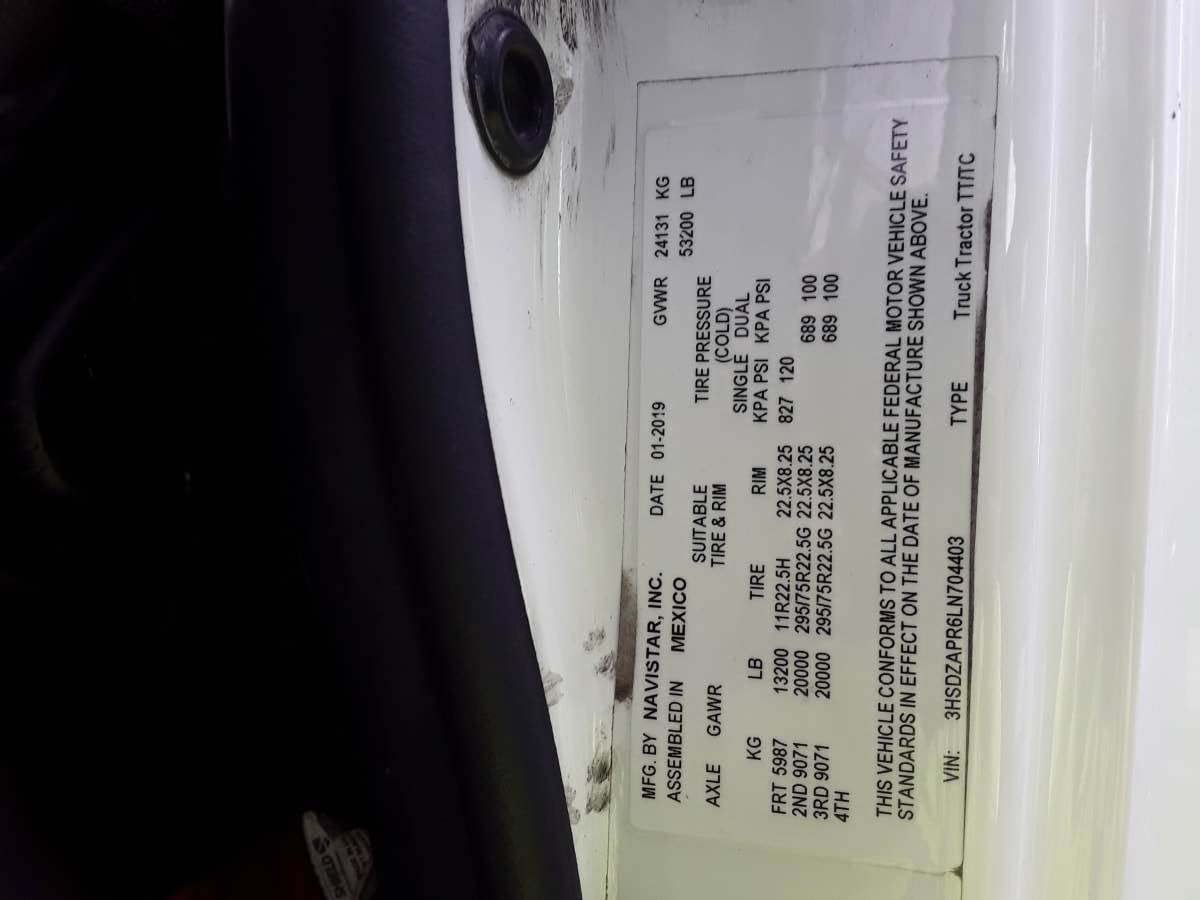 MFG. BY NAVISTAR, INC. DATE 01-2019 GVWR 24131 KG
ASSEMBLED IN MEXICO 53200 LB
SUITABLE TIRE PRESSURE
AXLE GAWR TIRE & RIM (COLD)
SINGLE DUAL
KG LB TIRE RIM KPA PSI KPA PSI
FRT 5987 13200 11R22.5H 22.5X8.25 827 120
2ND 9071 20000 295/75R22.5G 22.5X8.25 689 100
3RD 9071 20000 295/75R22.5G 22.5X8.25 689 100
4TH
THIS VEHICLE CONFORMS TO ALL APPLICABLE FEDERAL MOTOR VEHICLE SAFETY
STANDARDS IN EFFECT ON THE DATE OF MANUFACTURE SHOWN ABOVE.
VIN: 3HSDZAPR6LN704403 TYPE Truck Tractor TT/TC